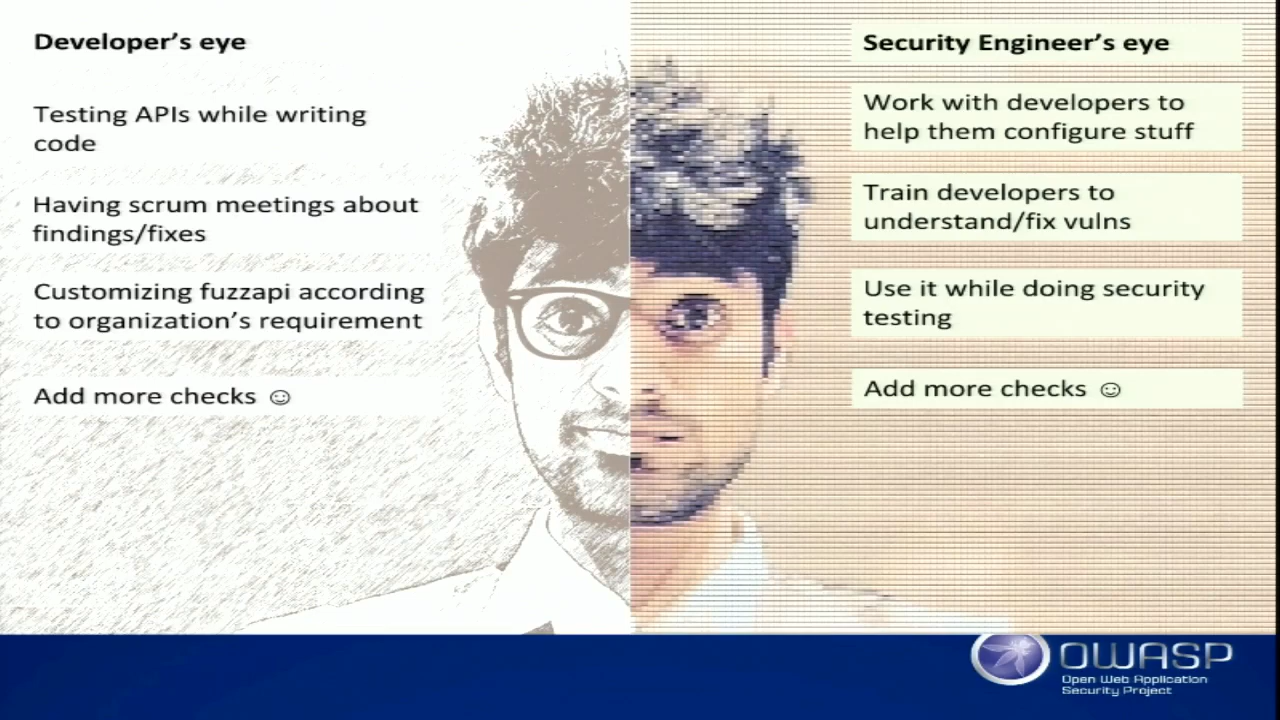 Developer's eye
Testing APIs while writing
code
Having scrum meetings about
findings/fixes
Customizing fuzzapi according
to organization's requirement
Add more checks ☺
Security Engineer's eye
Work with developers to
help them configure stuff
Train developers to
understand/fix vulns
Use it while doing security
testing
Add more checks ☺
OWASP
Open Web Application
Security Project